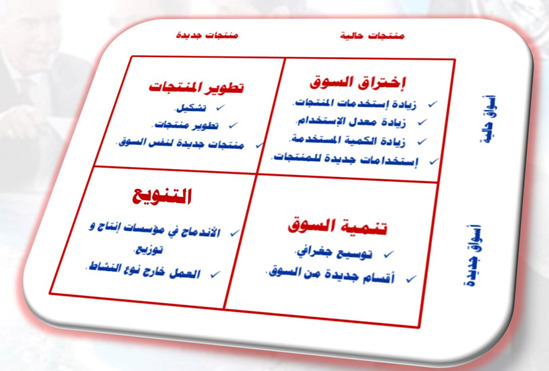 منتجات حالية
منتجات جديدة
أسواق حالية
إختراق السوق
زيادة إستخدمات المنتجات.
زيادة معدل الإستخدام.
زيادة الكمية المستخدمة.
إستخدامات جديدة للمنتجات.
تطوير المنتجات
تشكيل.
تطوير منتجات.
منتجات جديدة لنفس السوق.
أسواق جديدة
تنمية السوق
توسيع جغرافي.
أقسام جديدة من السوق.
التنويع
الأندماج في مؤسسات إنتاج و
توزيع.
العمل خارج نوع النشاط.